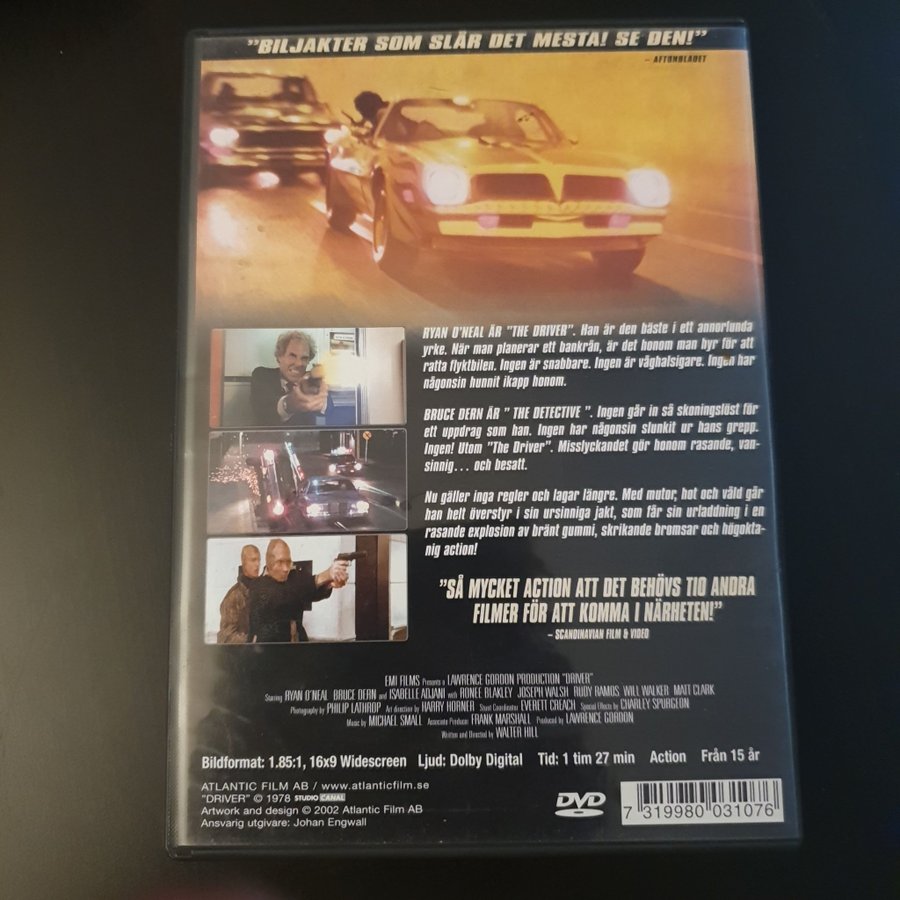 "BILJAKTER SOM SLÅR DET MESTA! SE DEN!"
– AFTONBLADET
RYAN O'NEAL ÄR "THE DRIVER". Han är den bäste i ett annorlunda
yrke. När man planerar ett bankrån, är det honom man hyr för att
ratta flyktbilen. Ingen är snabbare. Ingen är våghalsigare. Ingen har
någonsin hunnit ikapp honom.
BRUCE DERN ÄR " THE DETECTIVE ". Ingen går in så skoningslöst för
ett uppdrag som han. Ingen har någonsin slunkit ur hans grepp.
Ingen! Utom "The Driver". Misslyckandet gör honom rasande, van-
sinnig... och besatt.
Nu gäller inga regler och lagar längre. Med mutor, hot och våld går
han helt överstyr i sin ursinniga jakt, som får sin urladdning i en
rasande explosion av bränt gummi, skrikande bromsar och högokta-
nig action!
"SÅ MYCKET ACTION ATT DET BEHÖVS TIO ANDRA
FILMER FÖR ATT KOMMA I NÄRHETEN!"
– SCANDINAVIAN FILM & VIDEO
EMI FILMS Presents a LAWRENCE GORDON PRODUCTION "DRIVER"
Starring RYAN O'NEAL BRUCE DERN and ISABELLE ADJANI with RONEE BLAKLEY JOSEPH WALSH RUDY RAMOS WILL WALKER MATT CLARK
Photography by PHILIP LATHROP Art direction by HARRY HORNER Stunt Coordinator EVERETT CREACH Special Effects by CHARLEY SPURGEON
Music by MICHAEL SMALL Associate Producer FRANK MARSHALL Produced by LAWRENCE GORDON
Written and Directed by WALTER HILL
Bildformat: 1.85:1, 16x9 Widescreen Ljud: Dolby Digital Tid: 1 tim 27 min Action Från 15 år
ATLANTIC FILM AB / www.atlanticfilm.se
"DRIVER" © 1978 STUDIO CANAL
Artwork and design © 2002 Atlantic Film AB
Ansvarig utgivare: Johan Engwall
DVD
7 319980 031076